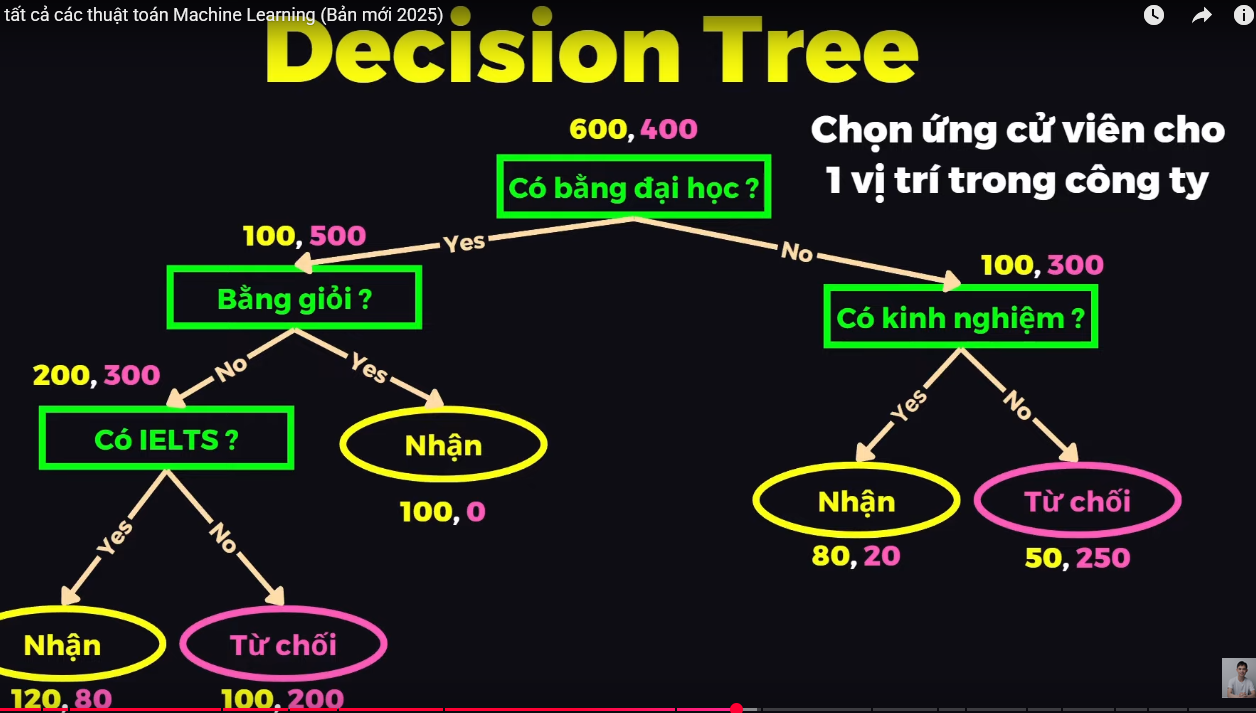 tất cả các thuật toán Machine Learning (Bản mới 2025)
Decision Tree
600, 400
Chọn ứng cử viên cho
1 vị trí trong công ty
Có bằng đại học ?
100, 500
Yes
No
100, 300
Bằng giỏi ?
Có kinh nghiệm ?
No
Yes
200, 300
Yes
No
Có IELTS ?
Nhận
100, 0
Nhận
Từ chối
80, 20
50, 250
Yes
No
Nhận
Từ chối
120, 80
100, 200